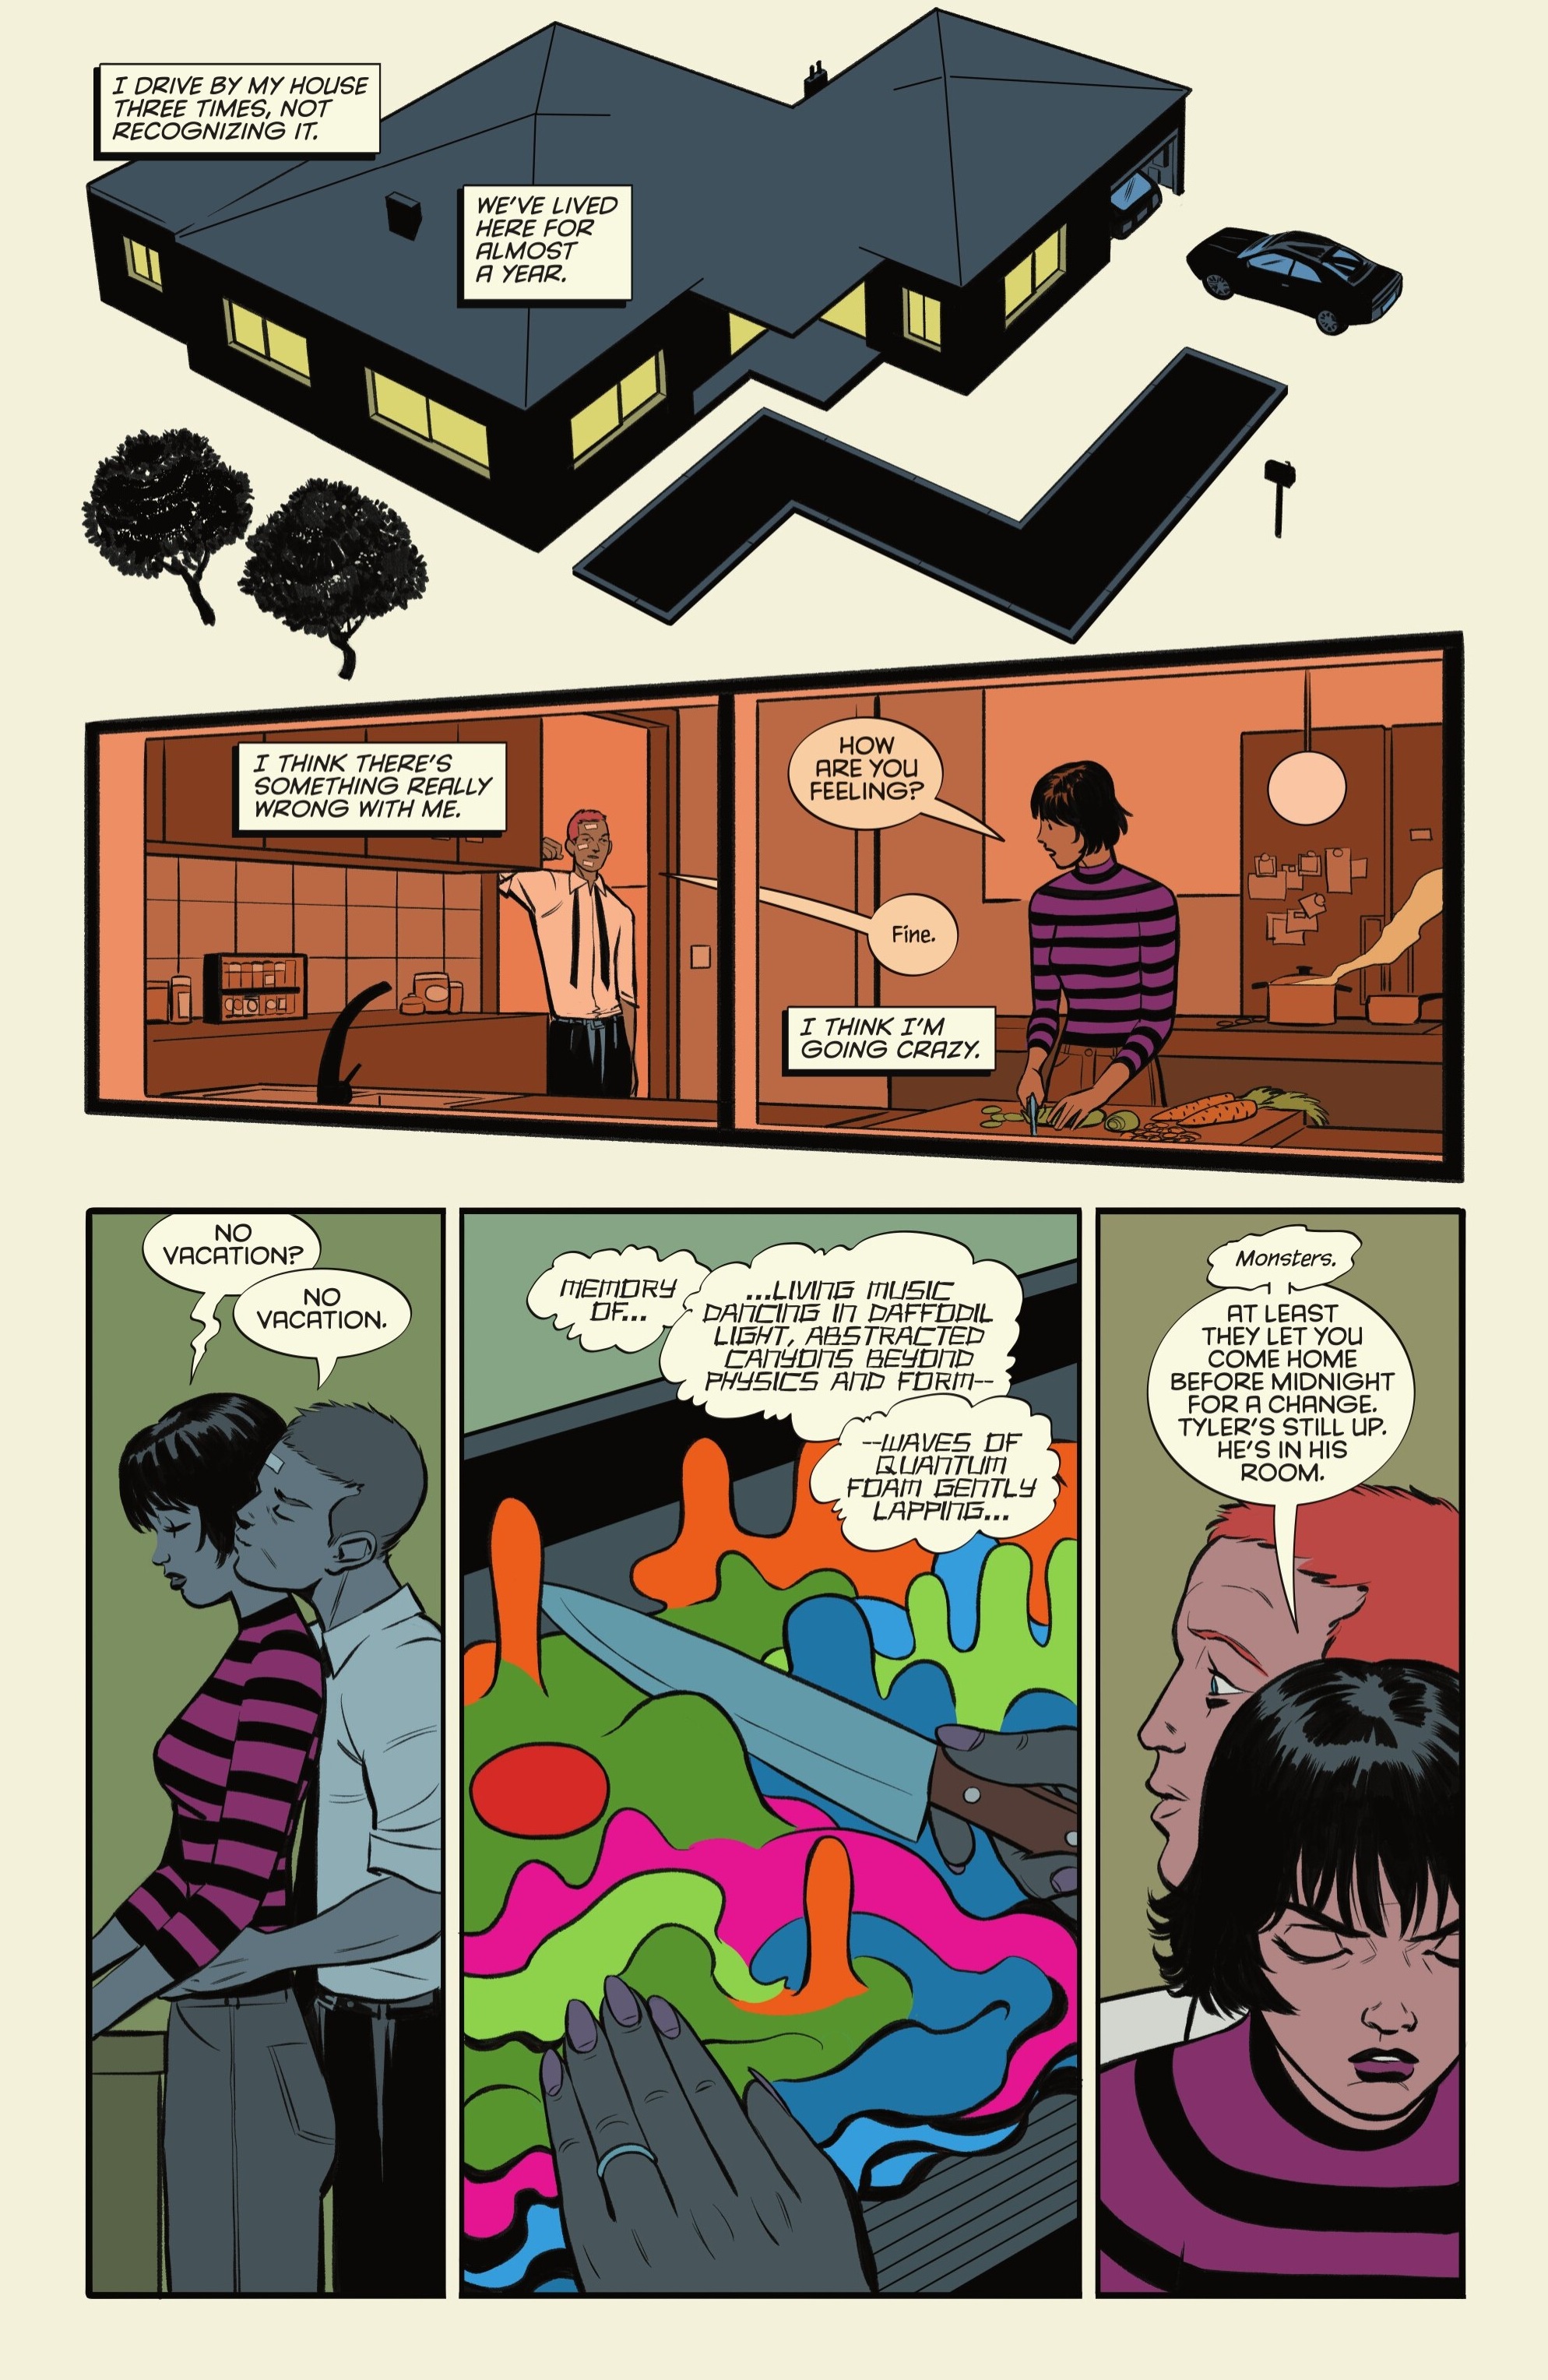 I DRIVE BY MY HOUSE
THREE TIMES, NOT
RECOGNIZING IT.
WE'VE LIVED
HERE FOR
ALMOST
A YEAR.
I THINK THERE'S
SOMETHING REALLY
WRONG WITH ME.
HOW
ARE YOU
FEELING?
Fine.
I THINK I'M
GOING CRAZY.
NO
VACATION?
NO
VACATION.
MEMORY
OF...
...LIVING MUSIC
DANCING IN DAFFODIL
LIGHT, ABSTRACTED
CANYONS BEYOND
PHYSICS AND FORM--
--WAVES OF
QUANTUM
FOAM GENTLY
LAPPING...
Monsters.
AT LEAST
THEY LET YOU
COME HOME
BEFORE MIDNIGHT
FOR A CHANGE.
TYLER'S STILL UP.
HE'S IN HIS
ROOM.